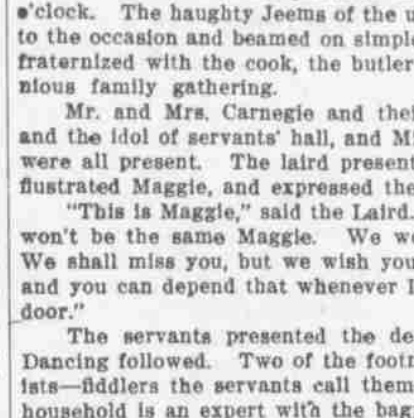 o'clock. The haughty Jeems of the
to the occasion and beamed on simple
fraternized with the cook, the butler
nious family gathering.
Mr. and Mrs. Carnegie and thei
and the idol of servants' hall, and M
were all present. The laird present
flustrated Maggie, and expressed the
"This is Maggie," said the Laird.
won't be the same Maggie. We we
We shall miss you, but we wish you
and you can depend that whenever I
door."
The servants presented the de
Dancing followed. Two of the footm
ists—fiddlers the servants call them
household is an expert with the bag